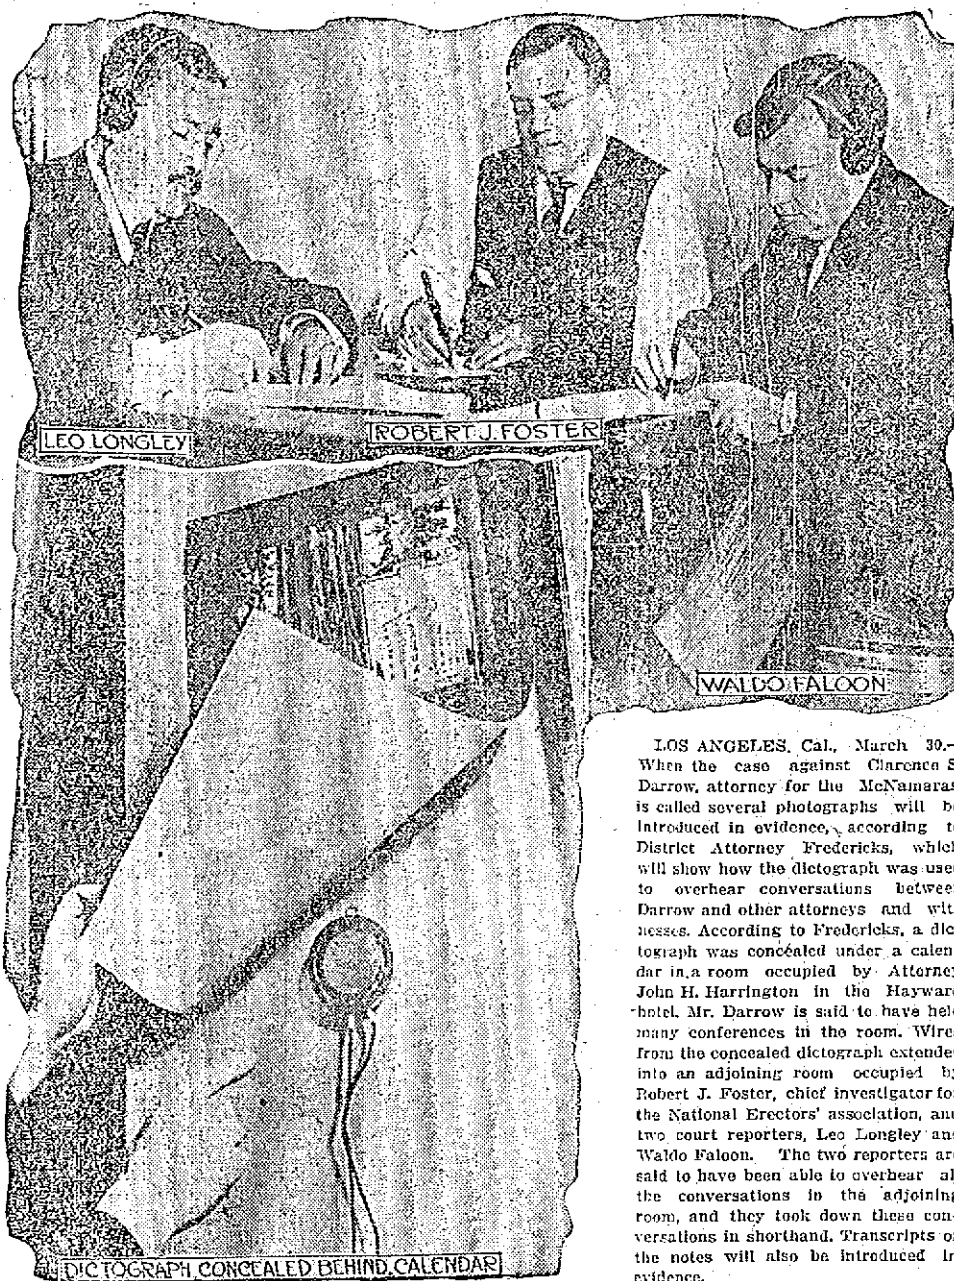 LEO LONGLEY
ROBERT J. FOSTER
WALDO FALOON
DICTOGRAPH CONCEALED BEHIND CALENDAR
LOS ANGELES, Cal., March 30.—
When the case against Clarence S
Darrow, attorney for the McNamaras
is called several photographs will b
introduced in evidence, according t
District Attorney Fredericks, which
will show how the dictograph was use
to overhear conversations betwee
Darrow and other attorneys and wit-
nesses. According to Fredericks, a dic-
tograph was concealed under a calen-
dar in a room occupied by Attorney
John H. Harrington in the Haywar
hotel. Mr. Darrow is said to have hel
many conferences in the room. Wire
from the concealed dictograph extende
into an adjoining room occupied b
Robert J. Foster, chief investigator fo
the National Erectors' association, an
two court reporters, Leo Longley an
Waldo Faloon. The two reporters ar
said to have been able to overhear al
the conversations in the adjoining
room, and they took down these con-
versations in shorthand. Transcripts o
the notes will also be introduced in
evidence.